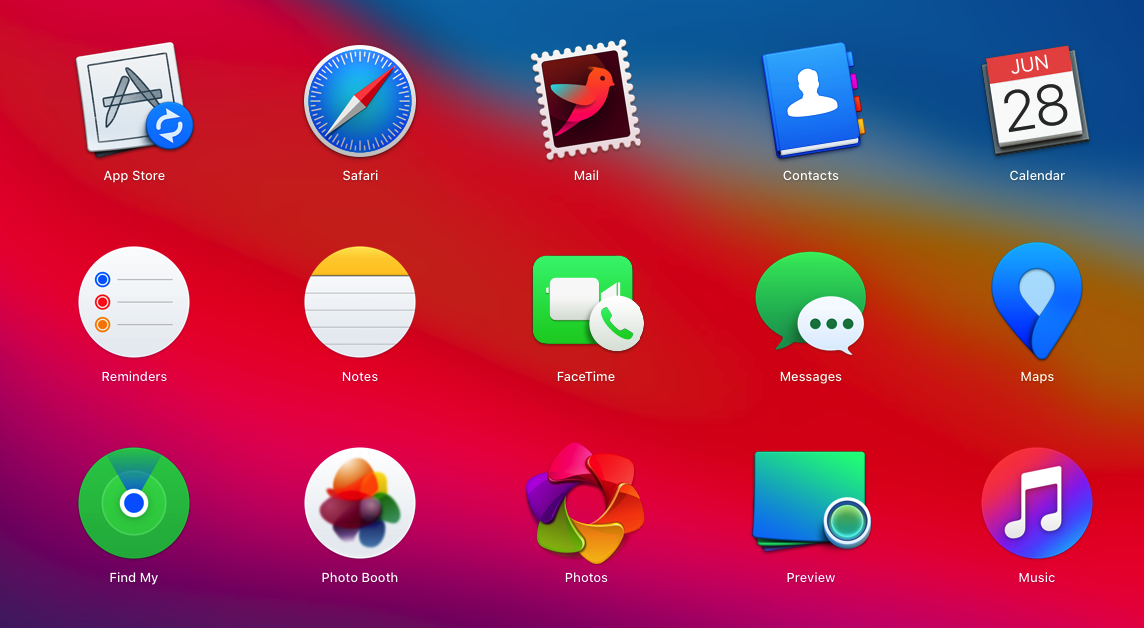 App Store
Safari
Mail
JUN
28
Contacts
Calendar
Reminders
Notes
FaceTime
Messages
Maps
Find My
Photo Booth
Photos
Preview
Music